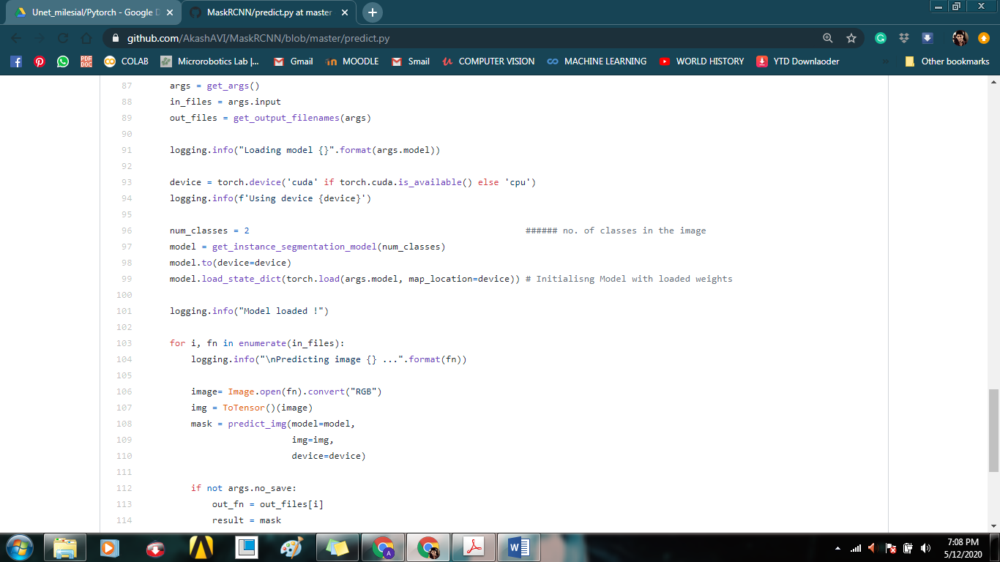 Unet_milesial/Pytorch - Google D
MaskRCNN/predict.py at master
github.com/AkashAVI/MaskRCNN/blob/master/predict.py
PDF DOC
COLAB
Microrobotics Lab |...
Gmail
MOODLE
Smail
COMPUTER VISION
MACHINE LEARNING
WORLD HISTORY
YTD Downlaoder
»
Other bookmarks
87 args = get_args()
88 in_files = args.input
89 out_files = get_output_filenames(args)
90
91 logging.info("Loading model {}".format(args.model))
92
93 device = torch.device('cuda' if torch.cuda.is_available() else 'cpu')
94 logging.info(f'Using device {device}')
95
96 num_classes = 2 ###### no. of classes in the image
97 model = get_instance_segmentation_model(num_classes)
98 model.to(device=device)
99 model.load_state_dict(torch.load(args.model, map_location=device)) # Initialisng Model with loaded weights
100
101 logging.info("Model loaded !")
102
103 for i, fn in enumerate(in_files):
104 logging.info("\nPredicting image {} ...".format(fn))
105
106 image= Image.open(fn).convert("RGB")
107 img = ToTensor()(image)
108 mask = predict_img(model=model,
109 img=img,
110 device=device)
111
112 if not args.no_save:
113 out_fn = out_files[i]
114 result = mask
7:08 PM
5/12/2020